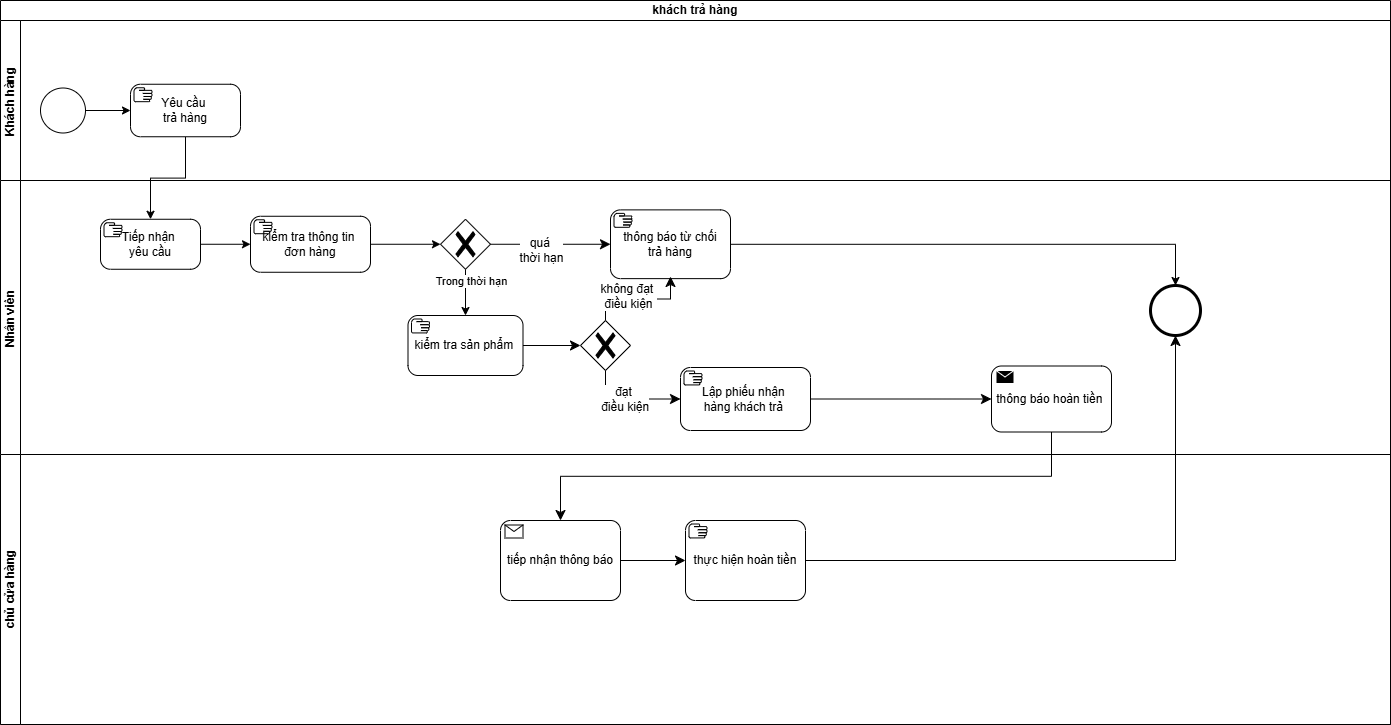 khách trả hàng
Khách hàng
Yêu cầu
trả hàng
Nhân viên
Tiếp nhận
yêu cầu
kiểm tra thông tin
đơn hàng
quá
thời hạn
thông báo từ chối
trả hàng
Trong thời hạn
không đạt
điều kiện
kiểm tra sản phẩm
đạt
điều kiện
Lập phiếu nhận
hàng khách trả
thông báo hoàn tiền
chủ cửa hàng
tiếp nhận thông báo
thực hiện hoàn tiền